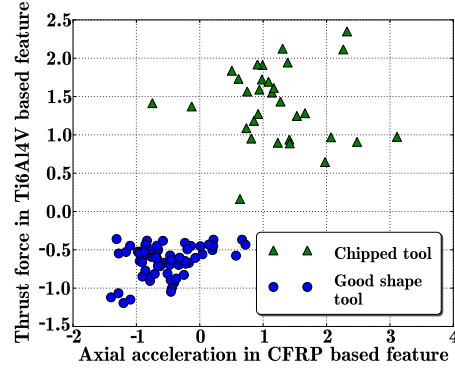 Thrust force in Ti6Al4V based feature
2.5
2.0
1.5
1.0
0.5
0.0
−0.5
−1.0
−1.5
Chipped tool
Good shape
tool
−2 −1 0 1 2 3 4
Axial acceleration in CFRP based feature